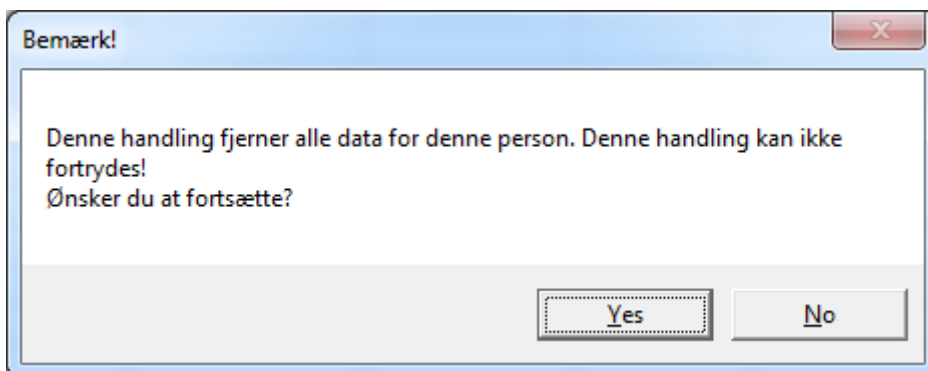 Bemærk!
Denne handling fjerner alle data for denne person. Denne handling kan ikke
fortrydes!
Ønsker du at fortsætte?
Yes
No